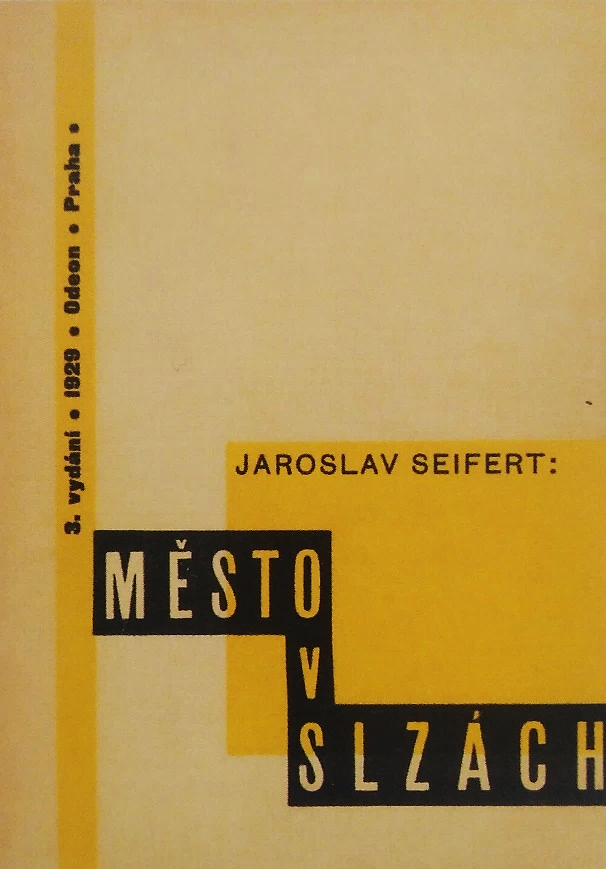 3. vydání • 1929 • Odeon • Praha •
JAROSLAV SEIFERT:
MĚSTO
V
SLZÁCH